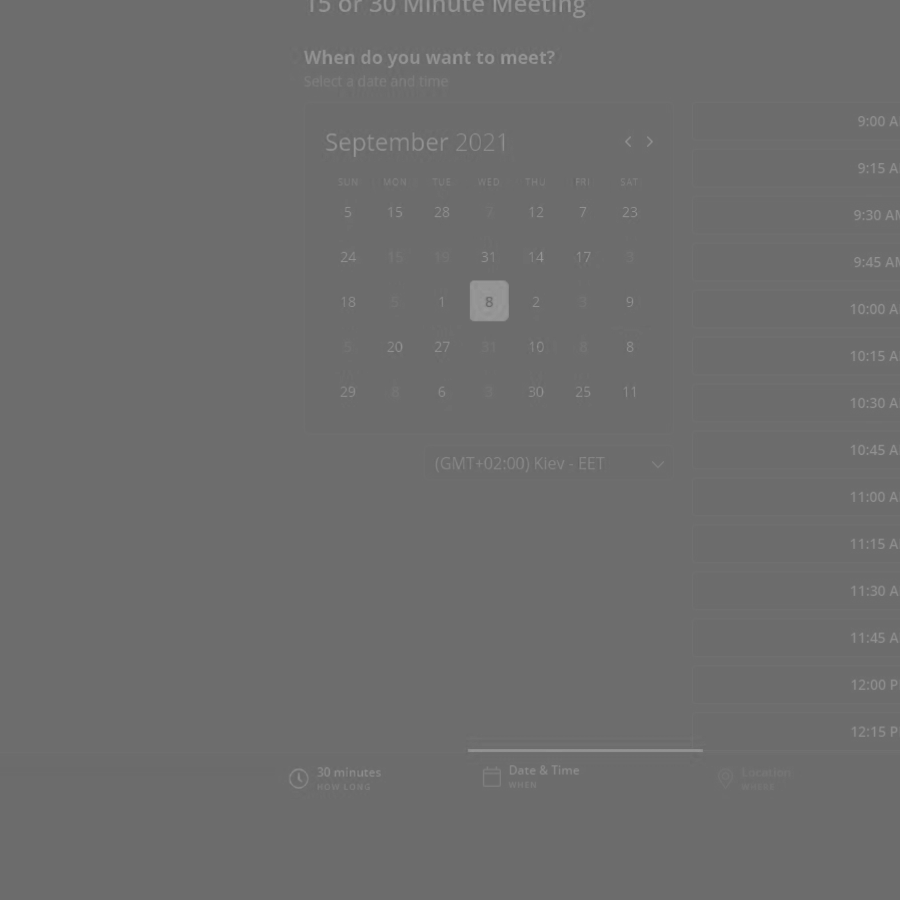 15 or 30 Minute Meeting
When do you want to meet?
Select a date and time
September 2021
SUN MON TUE WED THU FRI SAT
5 15 28 7 12 7 23
24 18 19 31 14 17 3
18 5 1 8 2 3 9
5 20 27 31 10 8 8
29 8 6 3 30 25 11
(GMT+02:00) Kiev - EET
9:00 A
9:15 A
9:30 AM
9:45 AM
10:00 A
10:15 A
10:30 A
10:45 A
11:00 A
11:15 A
11:30 A
11:45 A
12:00 P
12:15 P
30 minutes
HOW LONG
Date & Time
WHEN
Location
WHERE